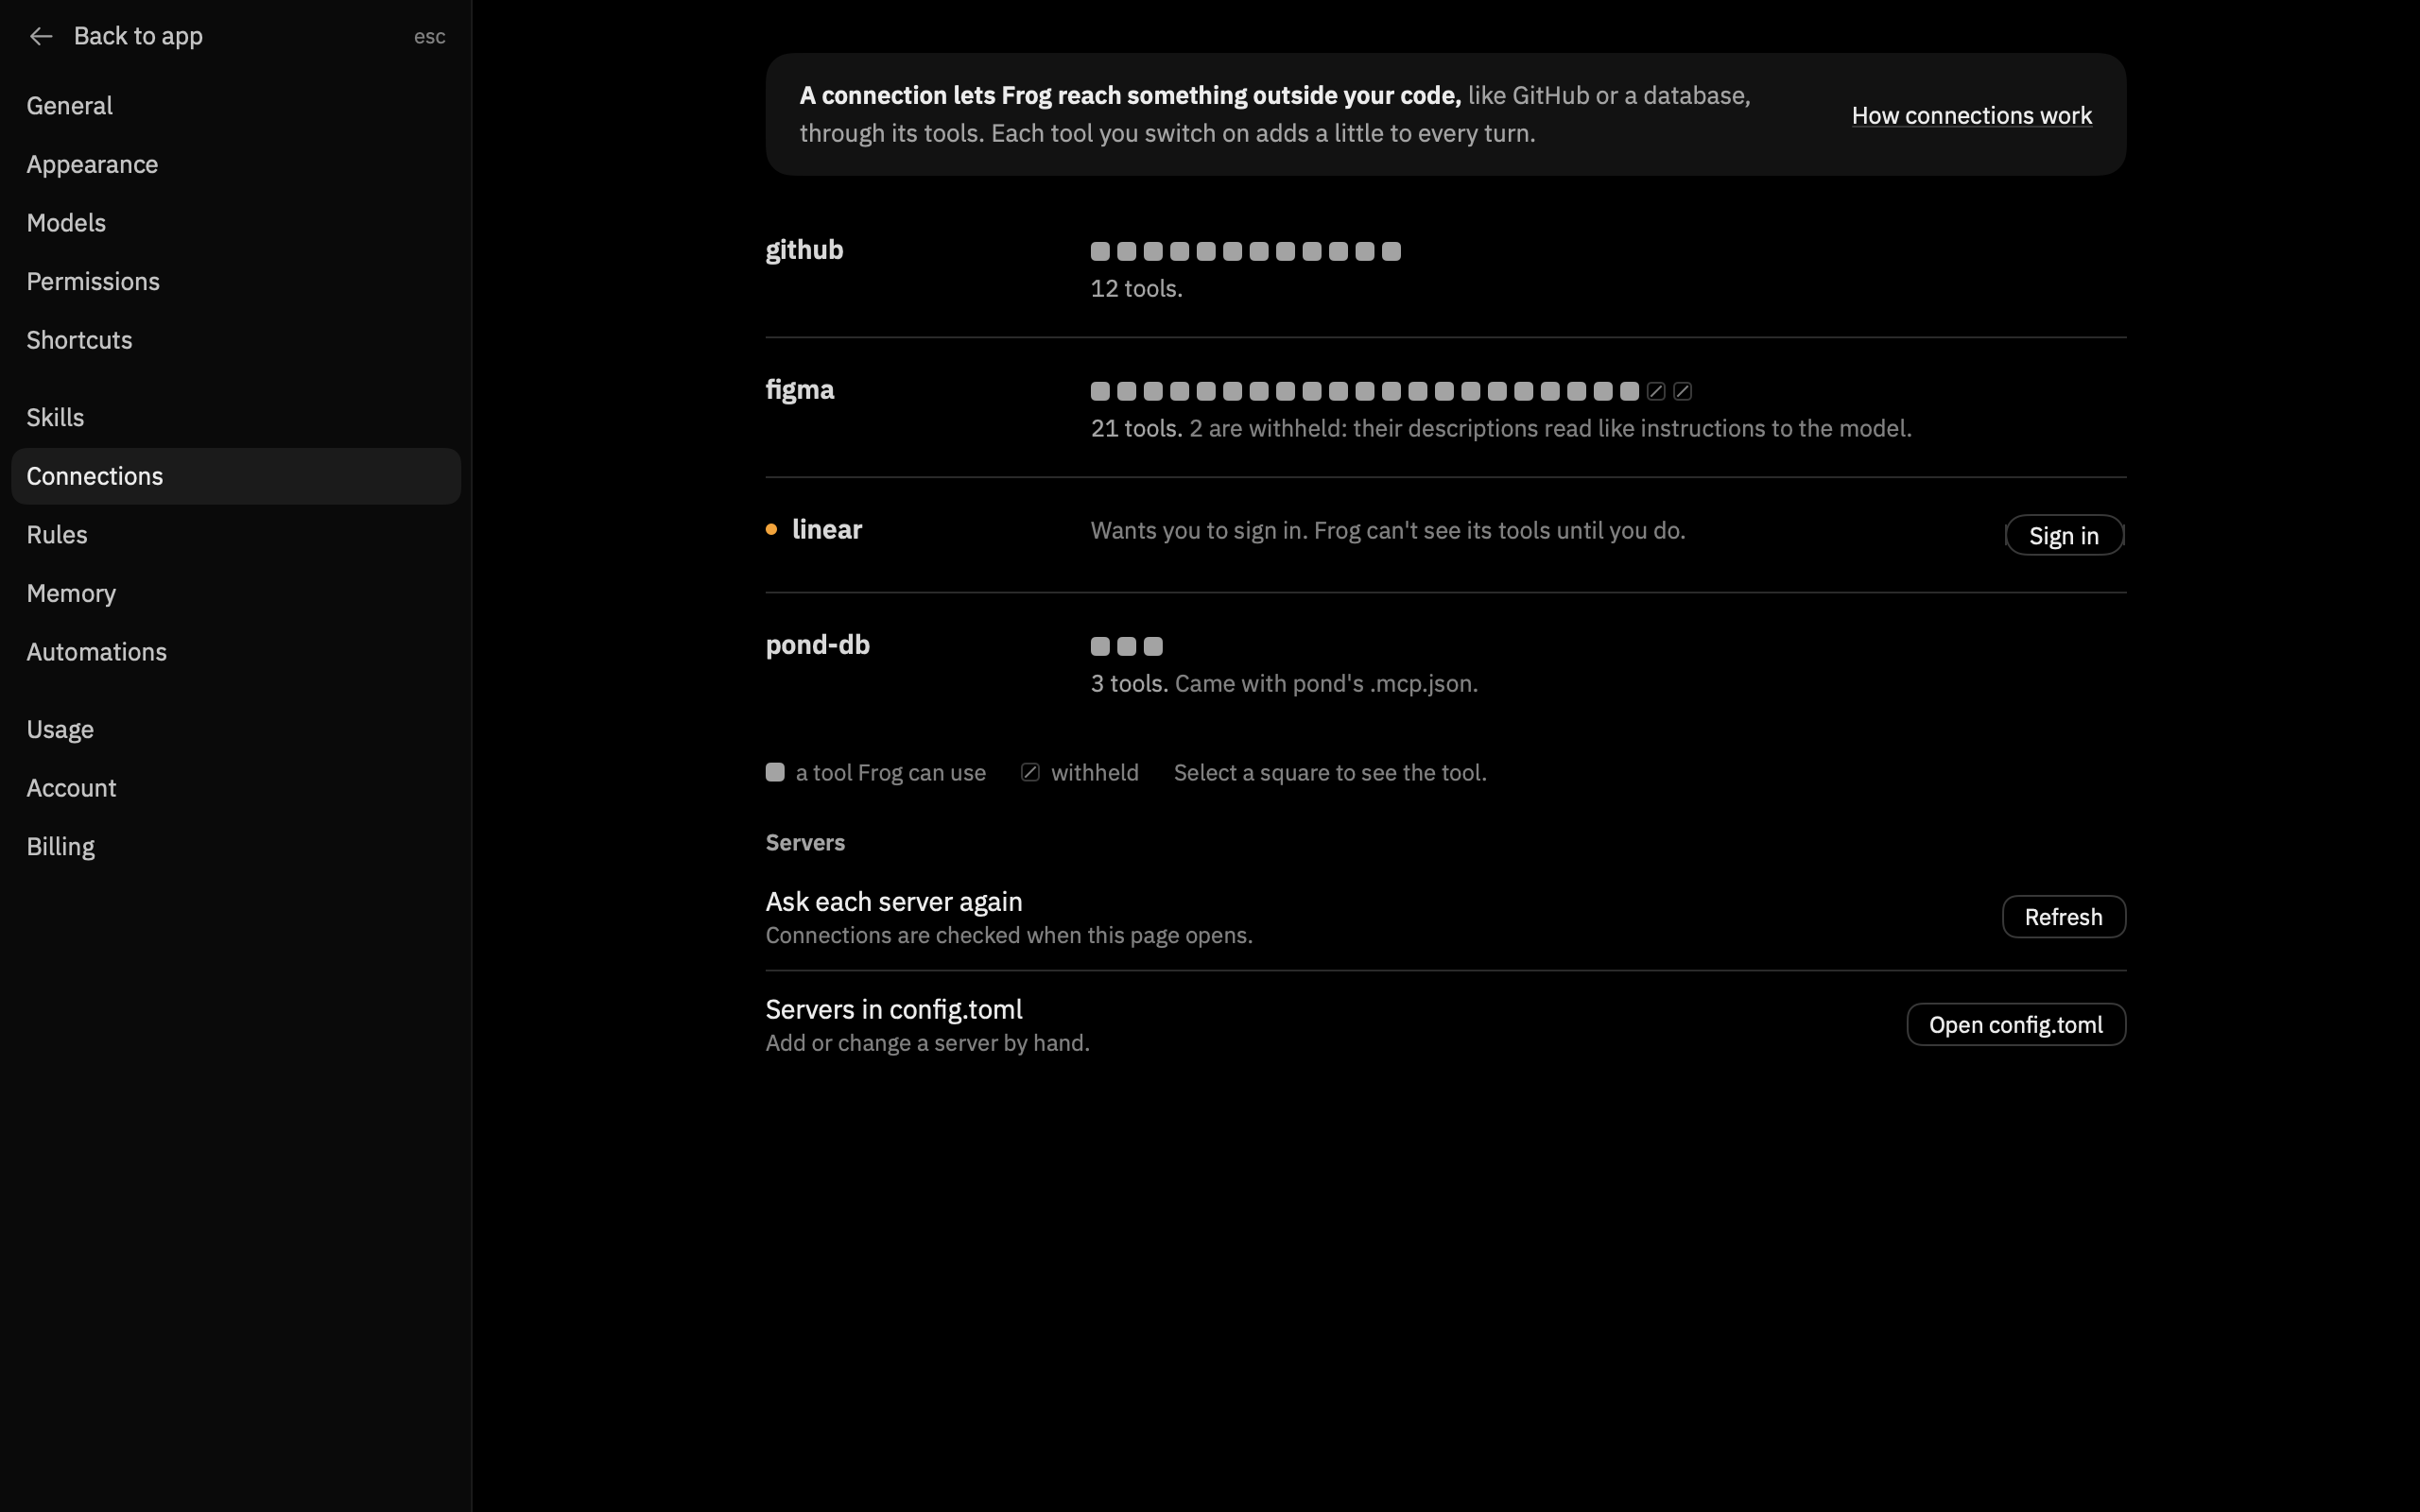 Back to app
esc
General
Appearance
Models
Permissions
Shortcuts
Skills
Connections
Rules
Memory
Automations
Usage
Account
Billing
A connection lets Frog reach something outside your code, like GitHub or a database,
through its tools. Each tool you switch on adds a little to every turn.
How connections work
github
12 tools.
figma
21 tools. 2 are withheld: their descriptions read like instructions to the model.
linear
Wants you to sign in. Frog can't see its tools until you do.
Sign in
pond-db
3 tools. Came with pond's .mcp.json.
a tool Frog can use
withheld
Select a square to see the tool.
Servers
Ask each server again
Connections are checked when this page opens.
Refresh
Servers in config.toml
Add or change a server by hand.
Open config.toml